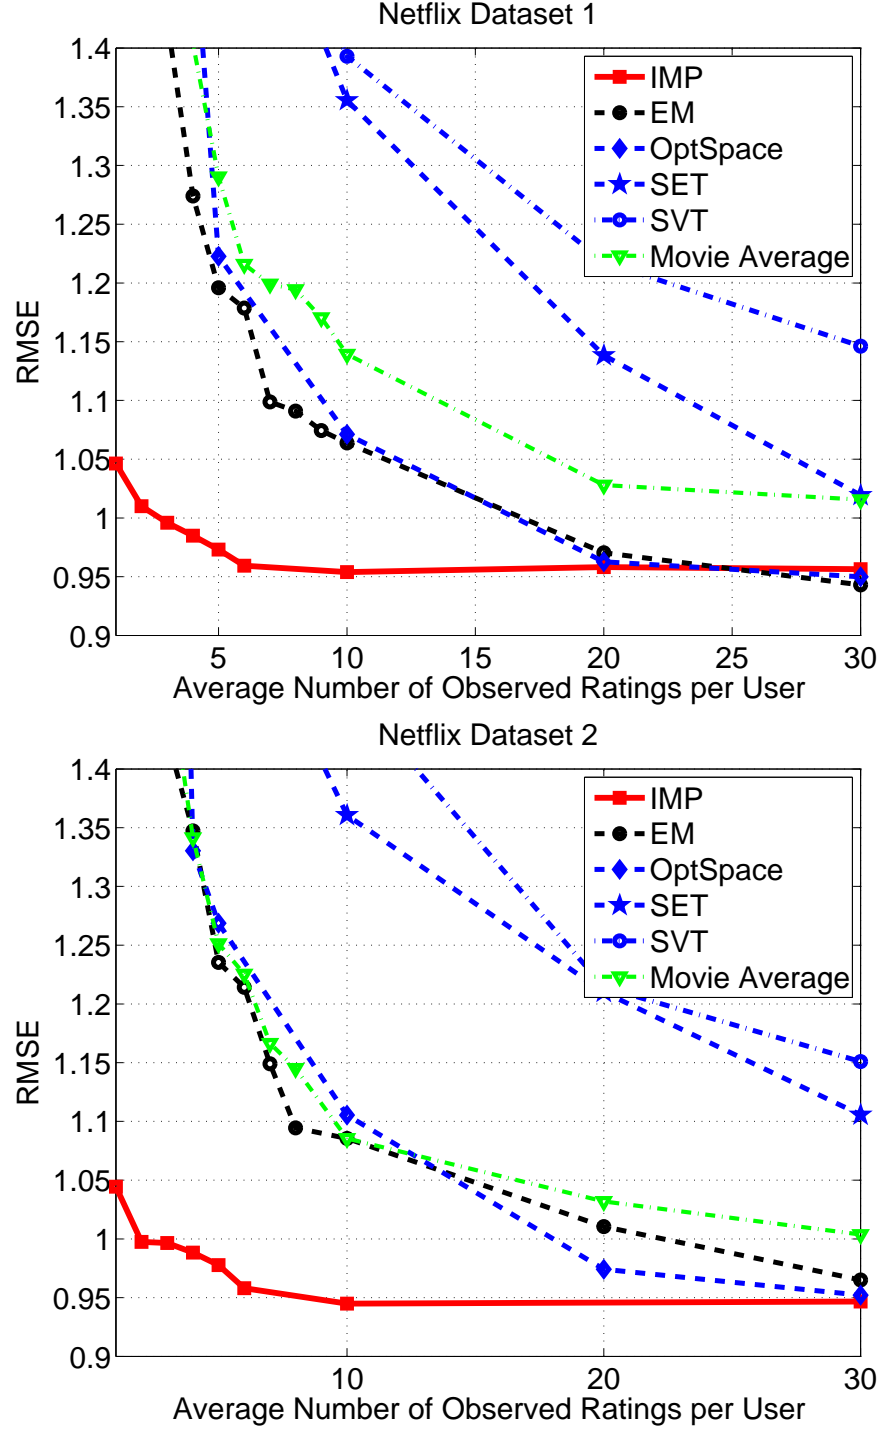 Netflix Dataset 1
1.4
1.35
1.3
1.25
1.2
1.15
1.1
1.05
1
0.95
0.9
RMSE
IMP
EM
OptSpace
SET
SVT
Movie Average
5 10 15 20 25 30
Average Number of Observed Ratings per User
Netflix Dataset 2
1.4
1.35
1.3
1.25
1.2
1.15
1.1
1.05
1
0.95
0.9
RMSE
IMP
EM
OptSpace
SET
SVT
Movie Average
10 20 30
Average Number of Observed Ratings per User